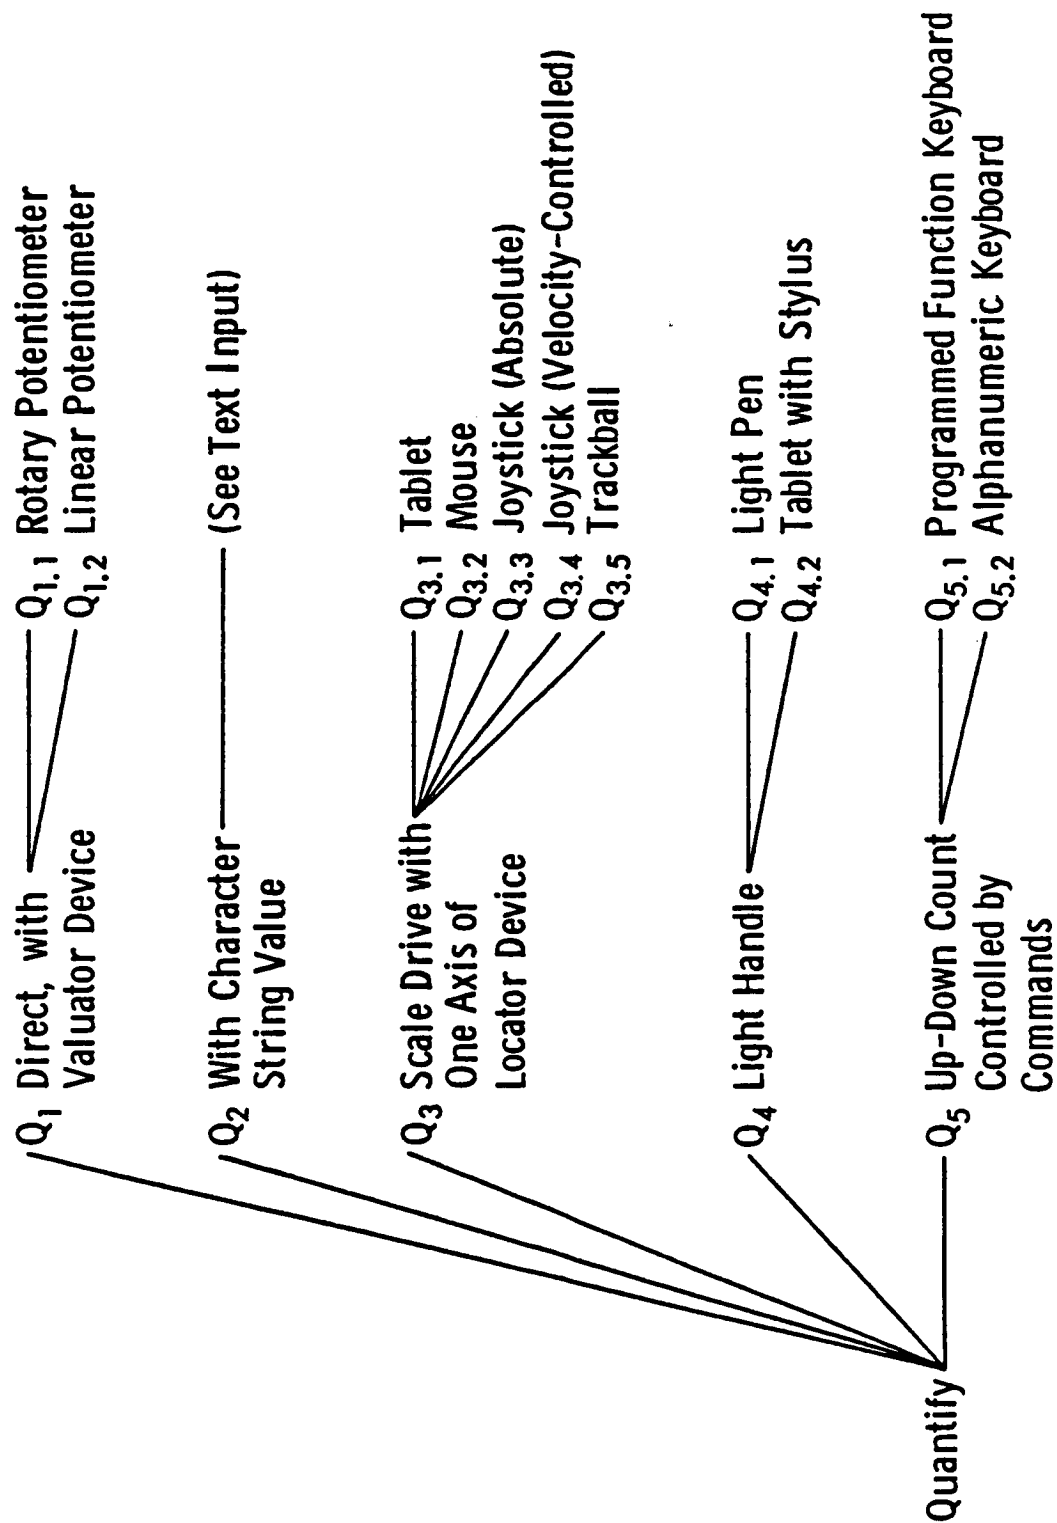 Quantify
Q1 Direct, with
Valuator Device
Q1.1 Rotary Potentiometer
Q1.2 Linear Potentiometer
Q2 With Character
String Value
(See Text Input)
Q3 Scale Drive with
One Axis of
Locator Device
Q3.1 Tablet
Q3.2 Mouse
Q3.3 Joystick (Absolute)
Q3.4 Joystick (Velocity-Controlled)
Q3.5 Trackball
Q4 Light Handle
Q4.1 Light Pen
Q4.2 Tablet with Stylus
Q5 Up-Down Count
Controlled by
Commands
Q5.1 Programmed Function Keyboard
Q5.2 Alphanumeric Keyboard